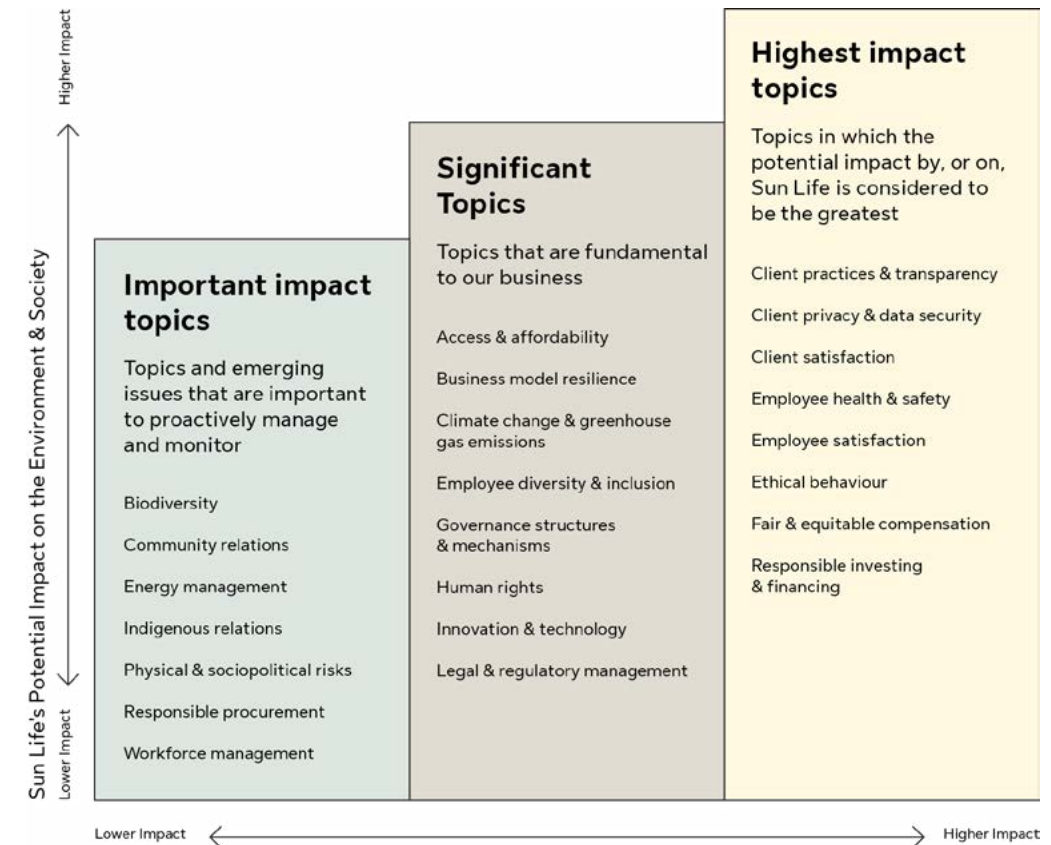 Sun Life's Potential Impact on the Environment & Society
Higher Impact
Lower Impact
Important impact
topics
Topics and emerging
issues that are important
to proactively manage
and monitor
Biodiversity
Community relations
Energy management
Indigenous relations
Physical & sociopolitical risks
Responsible procurement
Workforce management
Significant
Topics
Topics that are fundamental
to our business
Access & affordability
Business model resilience
Climate change & greenhouse
gas emissions
Employee diversity & inclusion
Governance structures
& mechanisms
Human rights
Innovation & technology
Legal & regulatory management
Highest impact
topics
Topics in which the
potential impact by, or on,
Sun Life is considered to
be the greatest
Client practices & transparency
Client privacy & data security
Client satisfaction
Employee health & safety
Employee satisfaction
Ethical behaviour
Fair & equitable compensation
Responsible investing
& financing
Lower Impact
Higher Impact